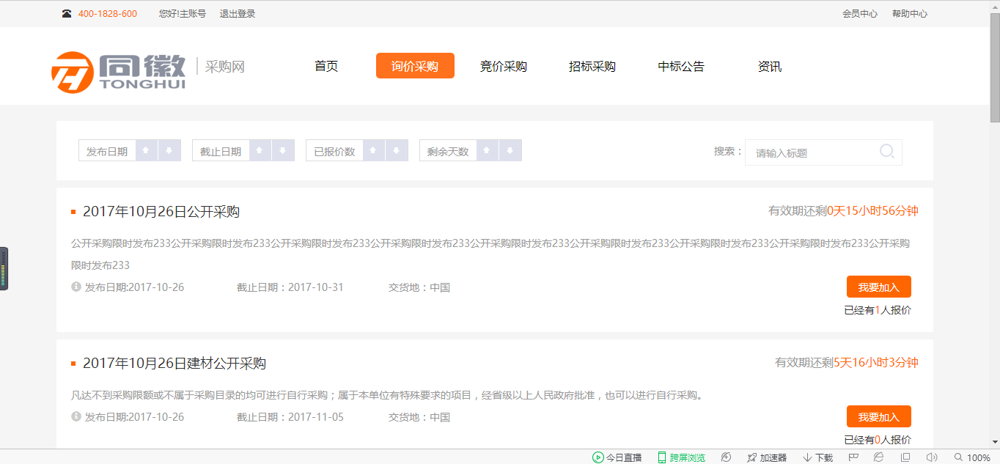 400-1828-600 您好!主账号 退出登录 会员中心 帮助中心
同徽 TONGHUI 采购网 首页 询价采购 竞价采购 招标采购 中标公告 资讯
发布日期 截止日期 已报价数 剩余天数 搜索： 请输入标题
2017年10月26日公开采购 有效期还剩0天15小时56分钟
公开采购限时发布233公开采购限时发布233公开采购限时发布233公开采购限时发布233公开采购限时发布233公开采购限时发布233公开采购限时发布233公开采购限时发布233公开采购
限时发布233
发布日期:2017-10-26 截止日期：2017-10-31 交货地：中国 我要加入
已经有1人报价
2017年10月26日建材公开采购 有效期还剩5天16小时3分钟
凡达不到采购限额或不属于采购目录的均可进行自行采购；属于本单位有特殊要求的项目，经省级以上人民政府批准，也可以进行自行采购。
发布日期:2017-10-26 截止日期：2017-11-05 交货地：中国 我要加入
已经有0人报价
今日直播 跨屏浏览 加速器 下载 100%